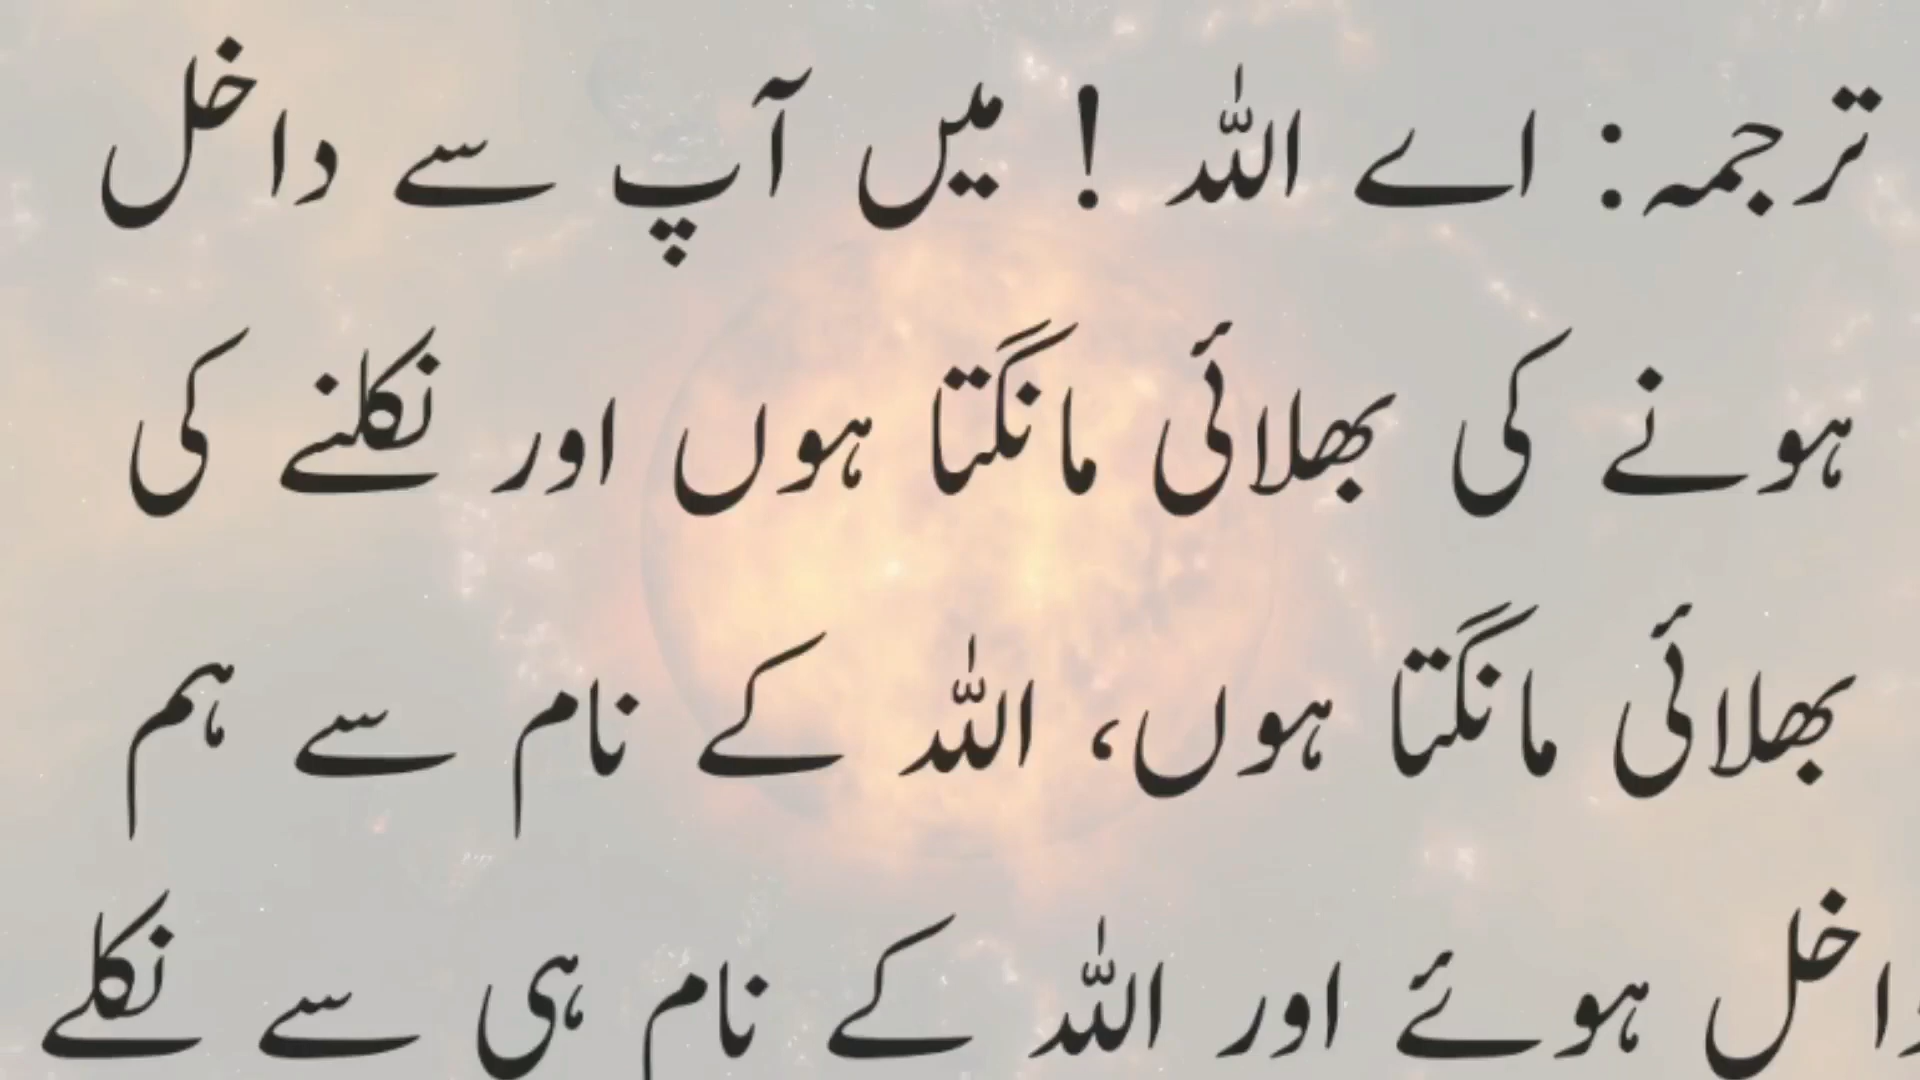 ترجمہ: اے اللہ ! میں آپ سے داخل
ہونے کی بھلائی مانگتا ہوں اور نکلنے کی
بھلائی مانگتا ہوں، اللہ کے نام سے ہم
داخل ہوئے اور اللہ کے نام ہی سے نکلے